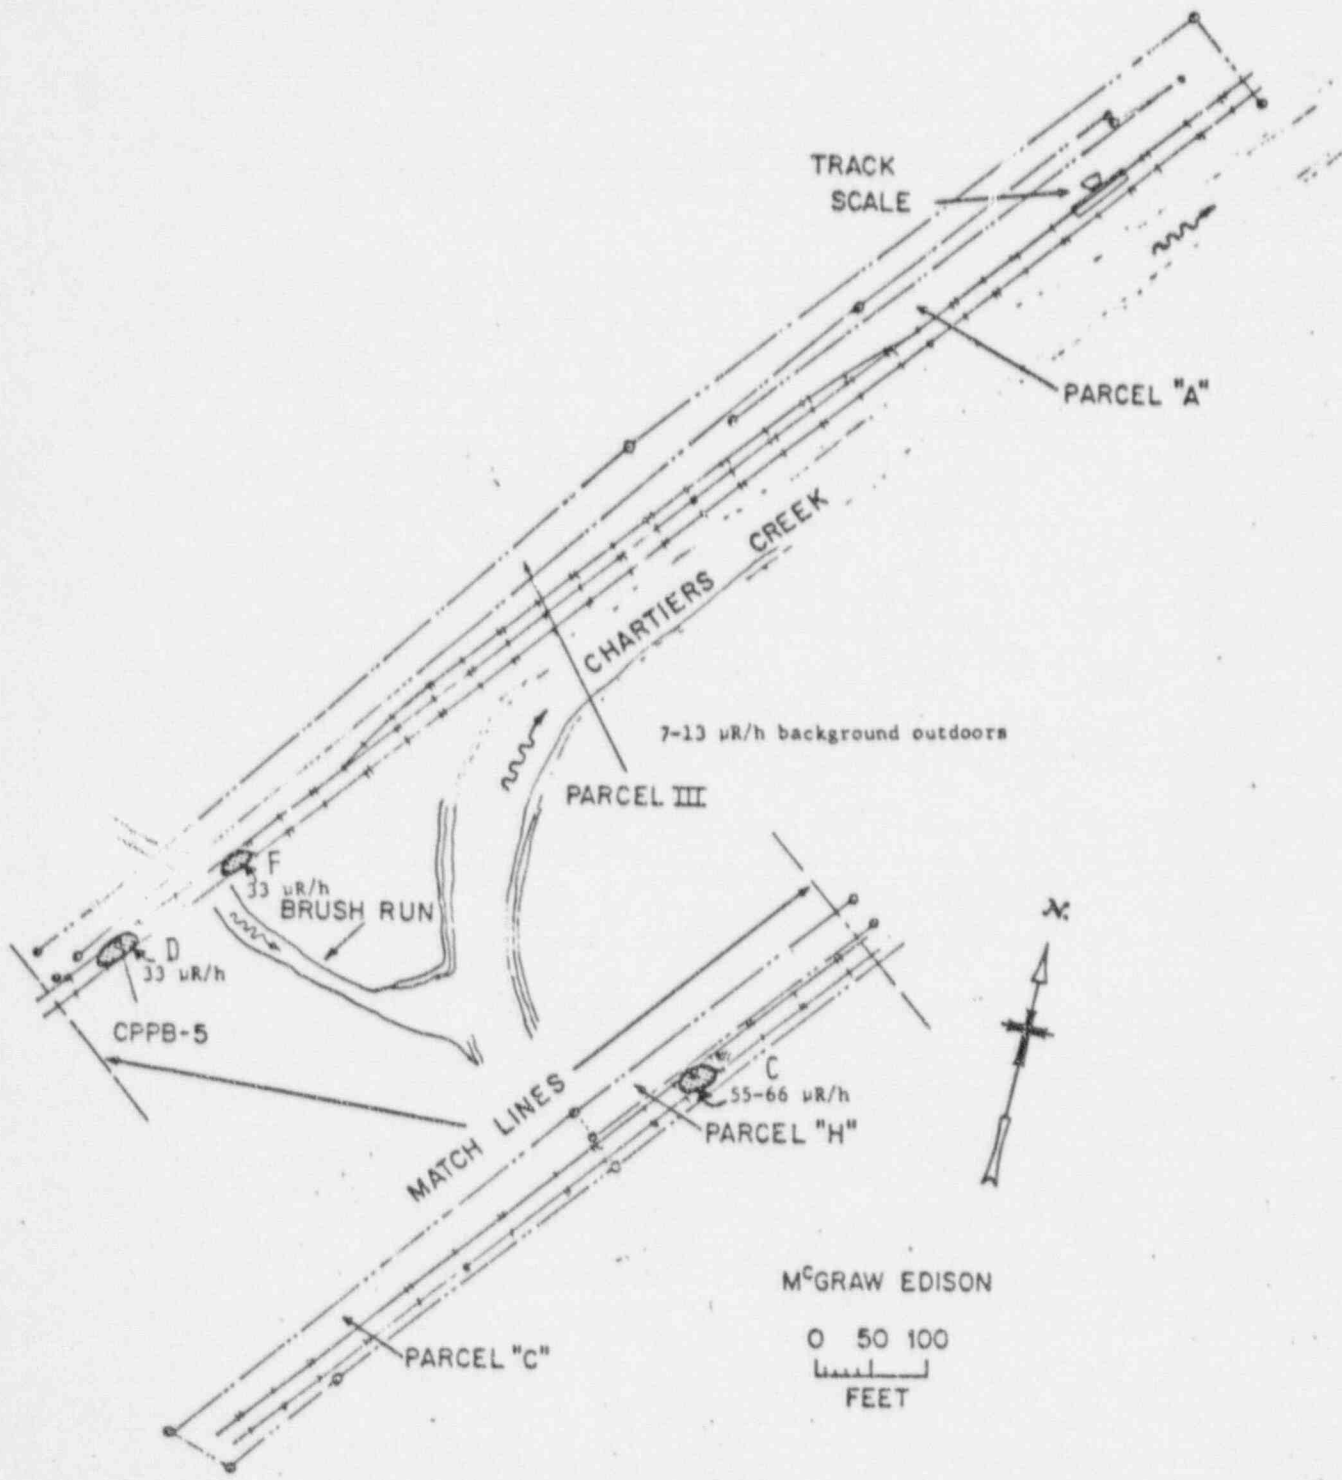 TRACK
SCALE
PARCEL "A"
CHARTIERS CREEK
7-13 µR/h background outdoors
PARCEL III
F
33 µR/h
BRUSH RUN
D
33 µR/h
CPPB-5
N.
C
55-66 µR/h
MATCH LINES
PARCEL "H"
McGRAW EDISON
0 50 100
FEET
PARCEL "C"